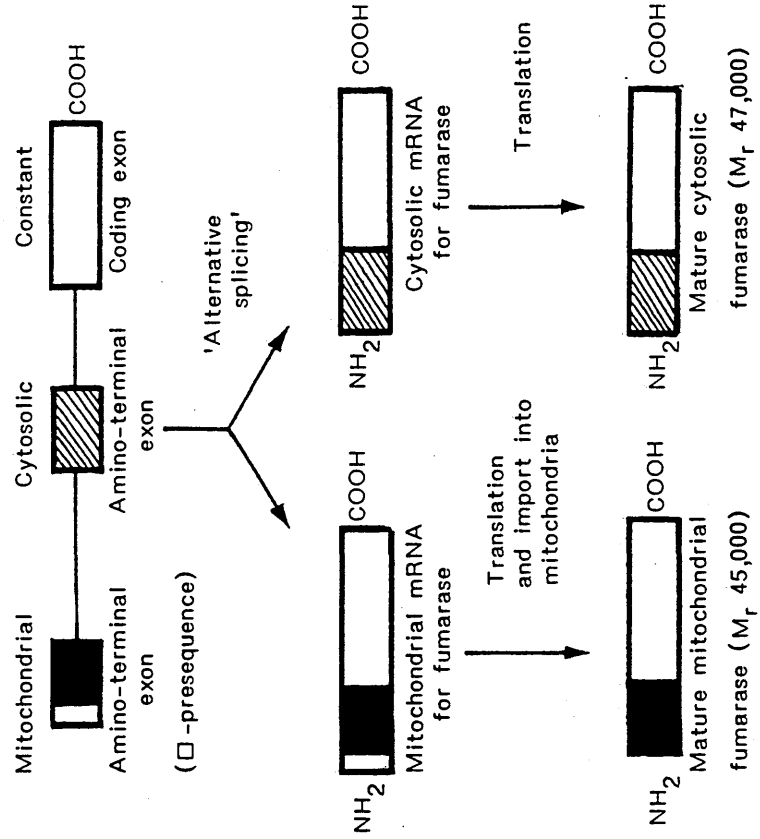 Mitochondrial
Cytosolic
Constant
COOH
Amino-terminal
exon
(□-presequence)
Amino-terminal
exon
Coding exon
'Alternative
splicing'
NH2
COOH
Mitochondrial mRNA
for fumarase
NH2
COOH
Cytosolic mRNA
for fumarase
Translation
and import into
mitochondria
Translation
NH2
COOH
Mature mitochondrial
fumarase (Mr 45,000)
NH2
COOH
Mature cytosolic
fumarase (Mr 47,000)